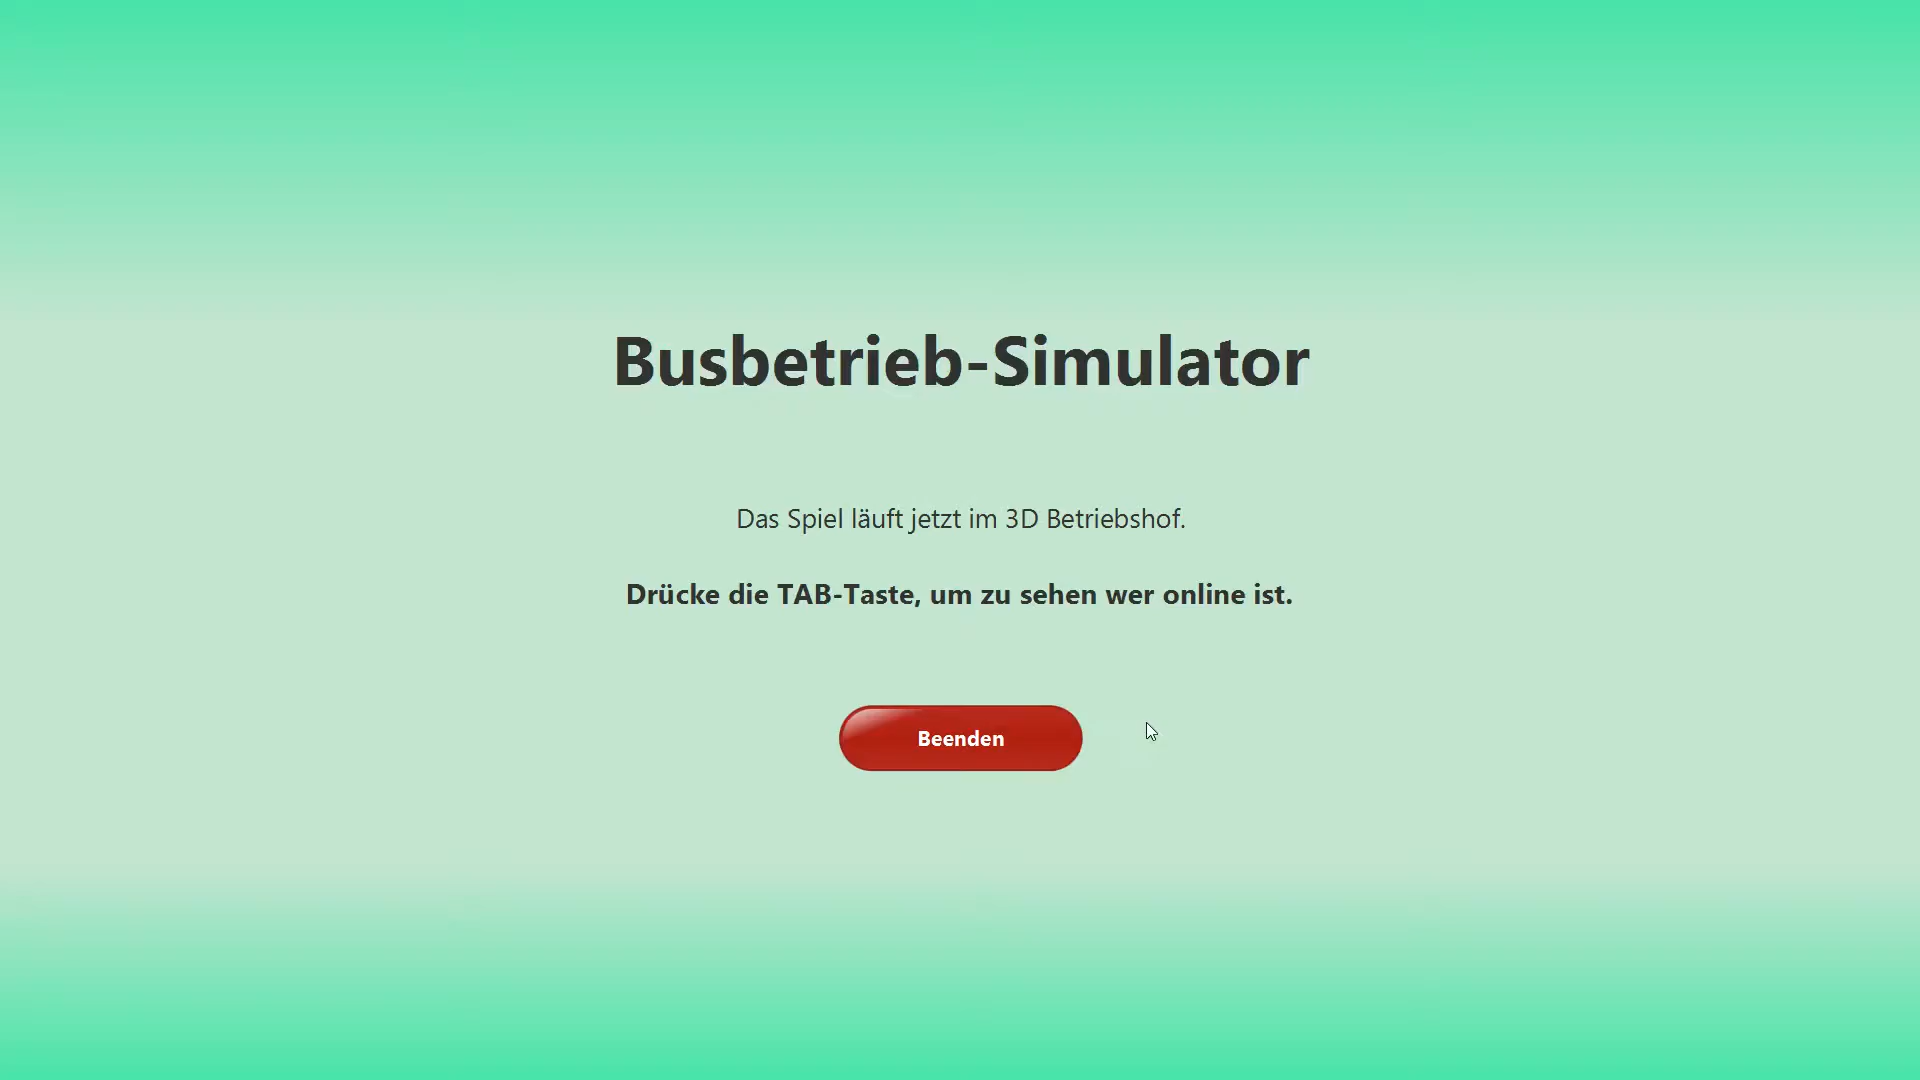 Busbetrieb-Simulator
Das Spiel läuft jetzt im 3D Betriebshof.
Drücke die TAB-Taste, um zu sehen wer online ist.
Beenden